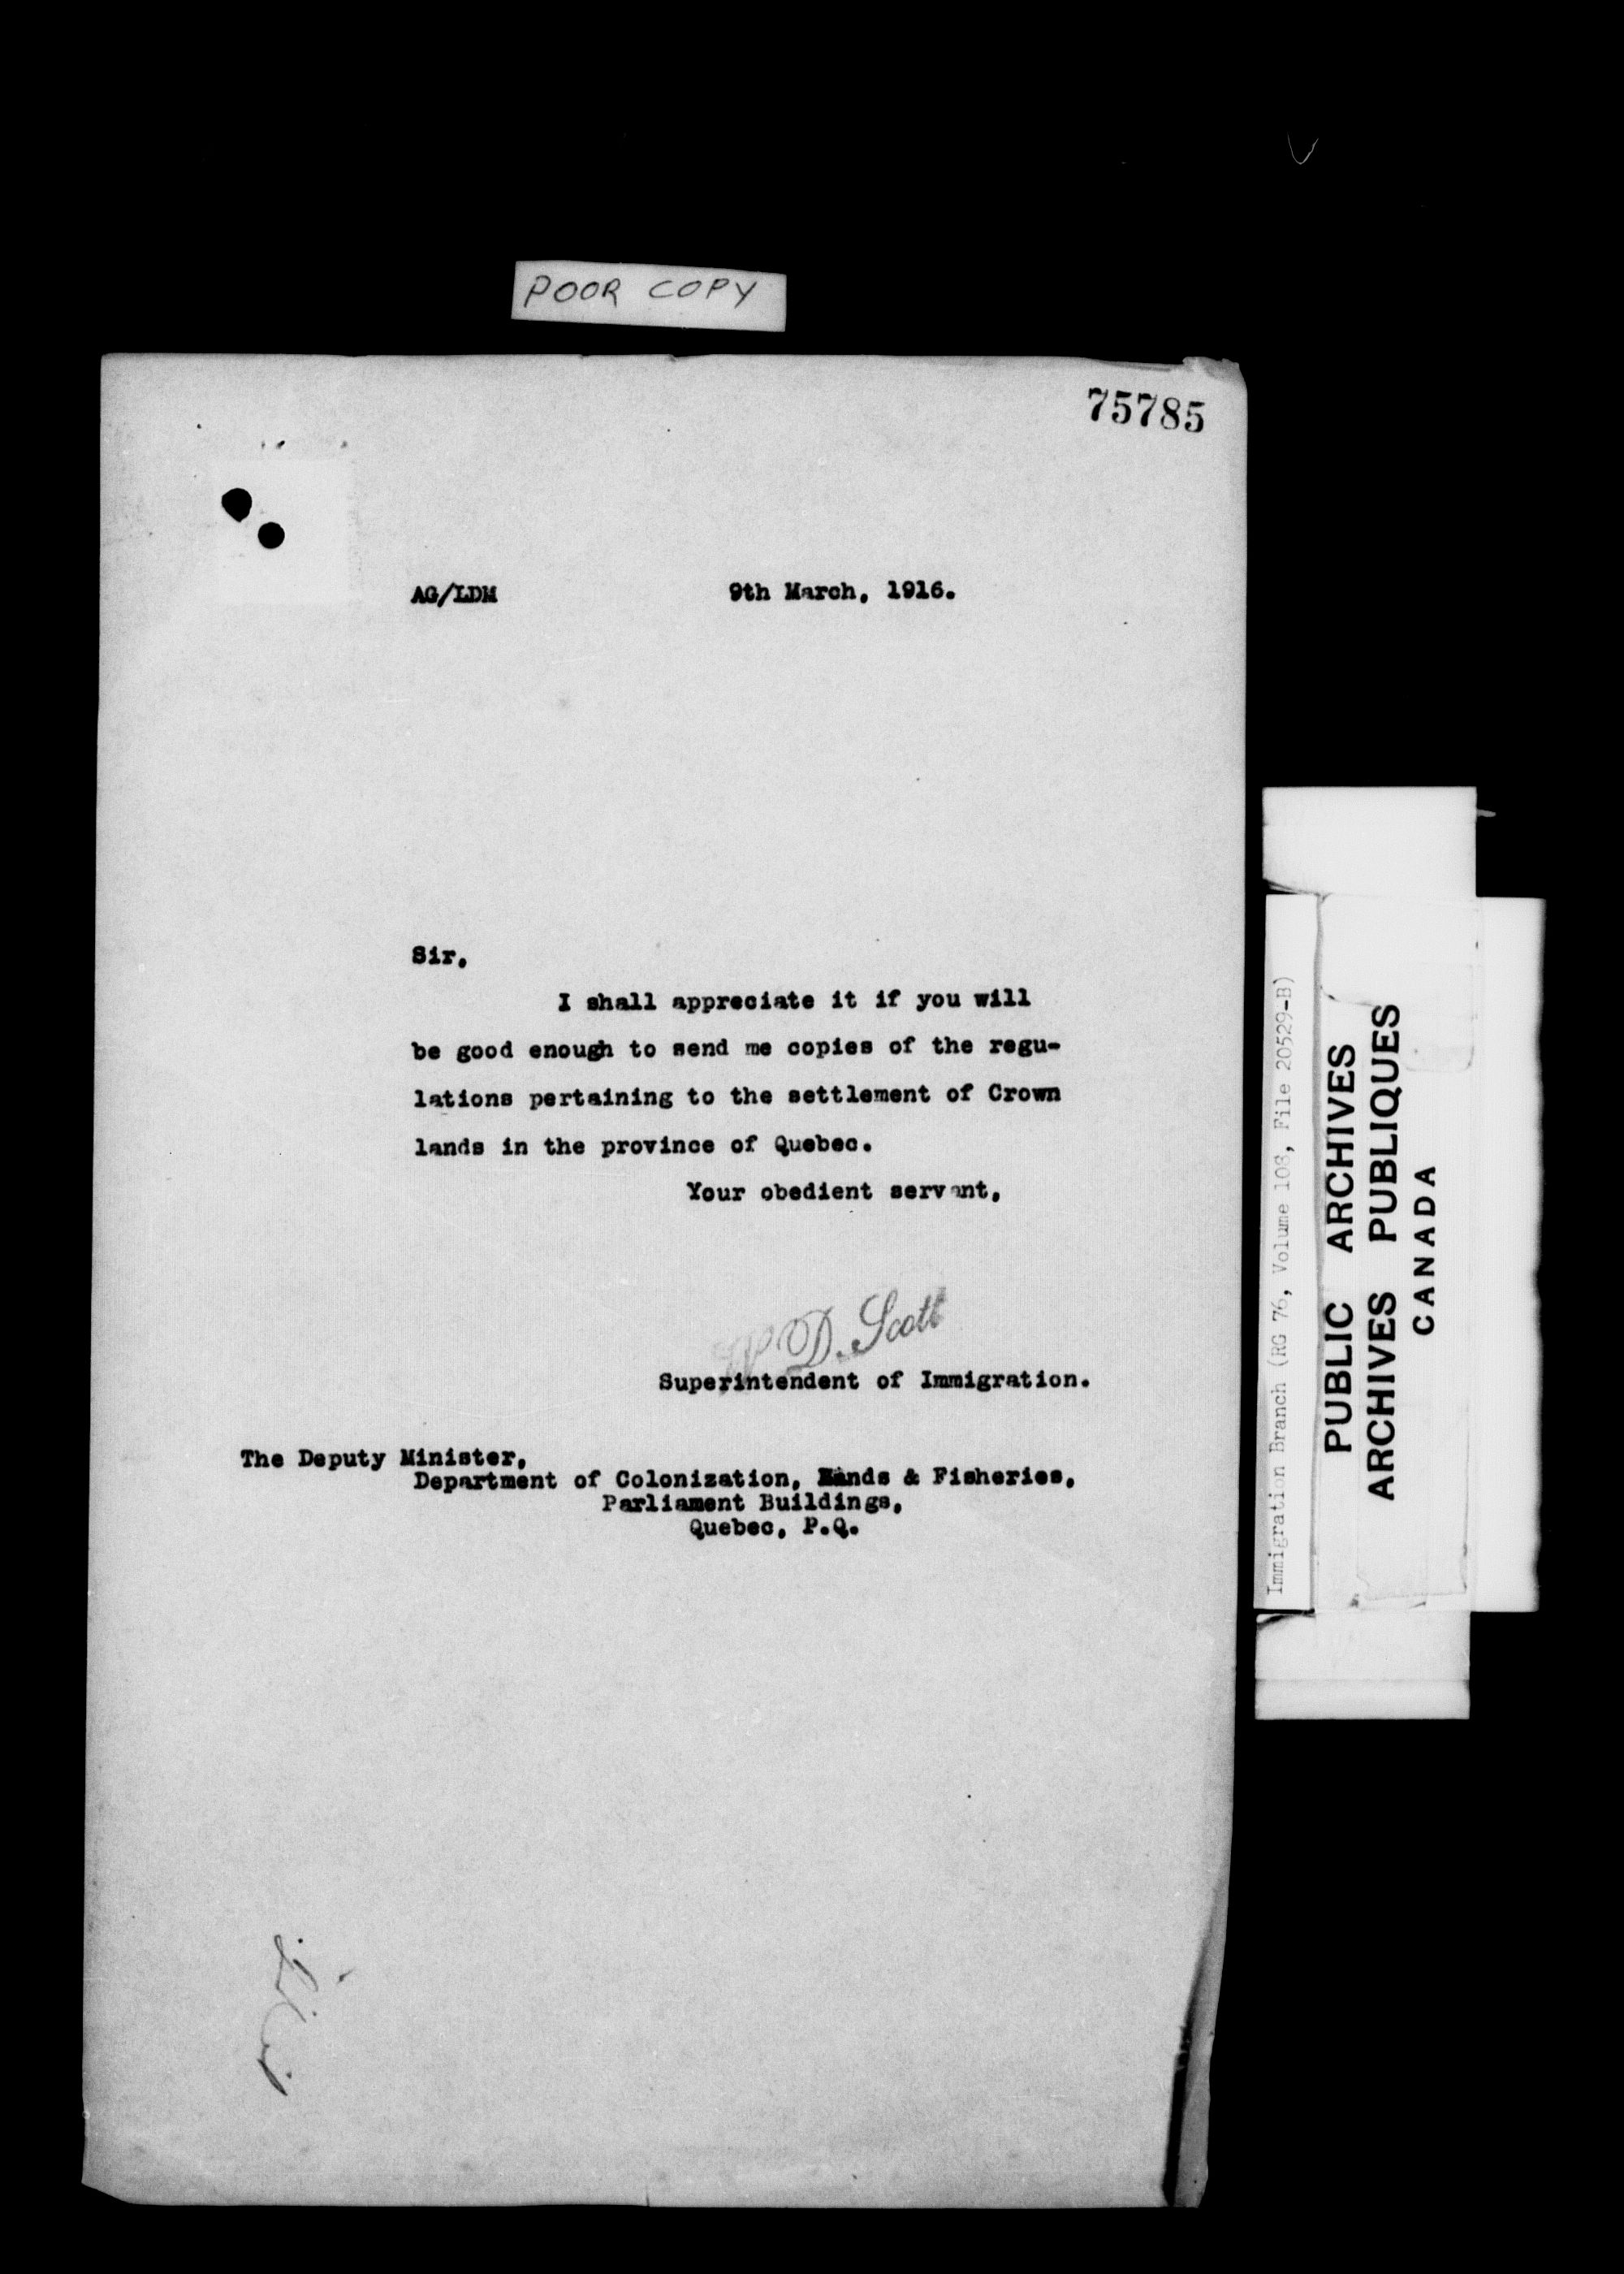 POOR COPY
75785
AG/LDM 9th March, 1916.
Sir,
I shall appreciate it if you will
be good enough to send me copies of the regu-
lations pertaining to the settlement of Crown
lands in the province of Quebec.
Your obedient servant,
W. D. Scott
Superintendent of Immigration.
The Deputy Minister,
Department of Colonization, Mands & Fisheries,
Parliament Buildings,
Quebec, P.Q.
Immigration Branch (RG 76, Volume 108, File 20529-B)
PUBLIC ARCHIVES
ARCHIVES PUBLIQUES
CANADA